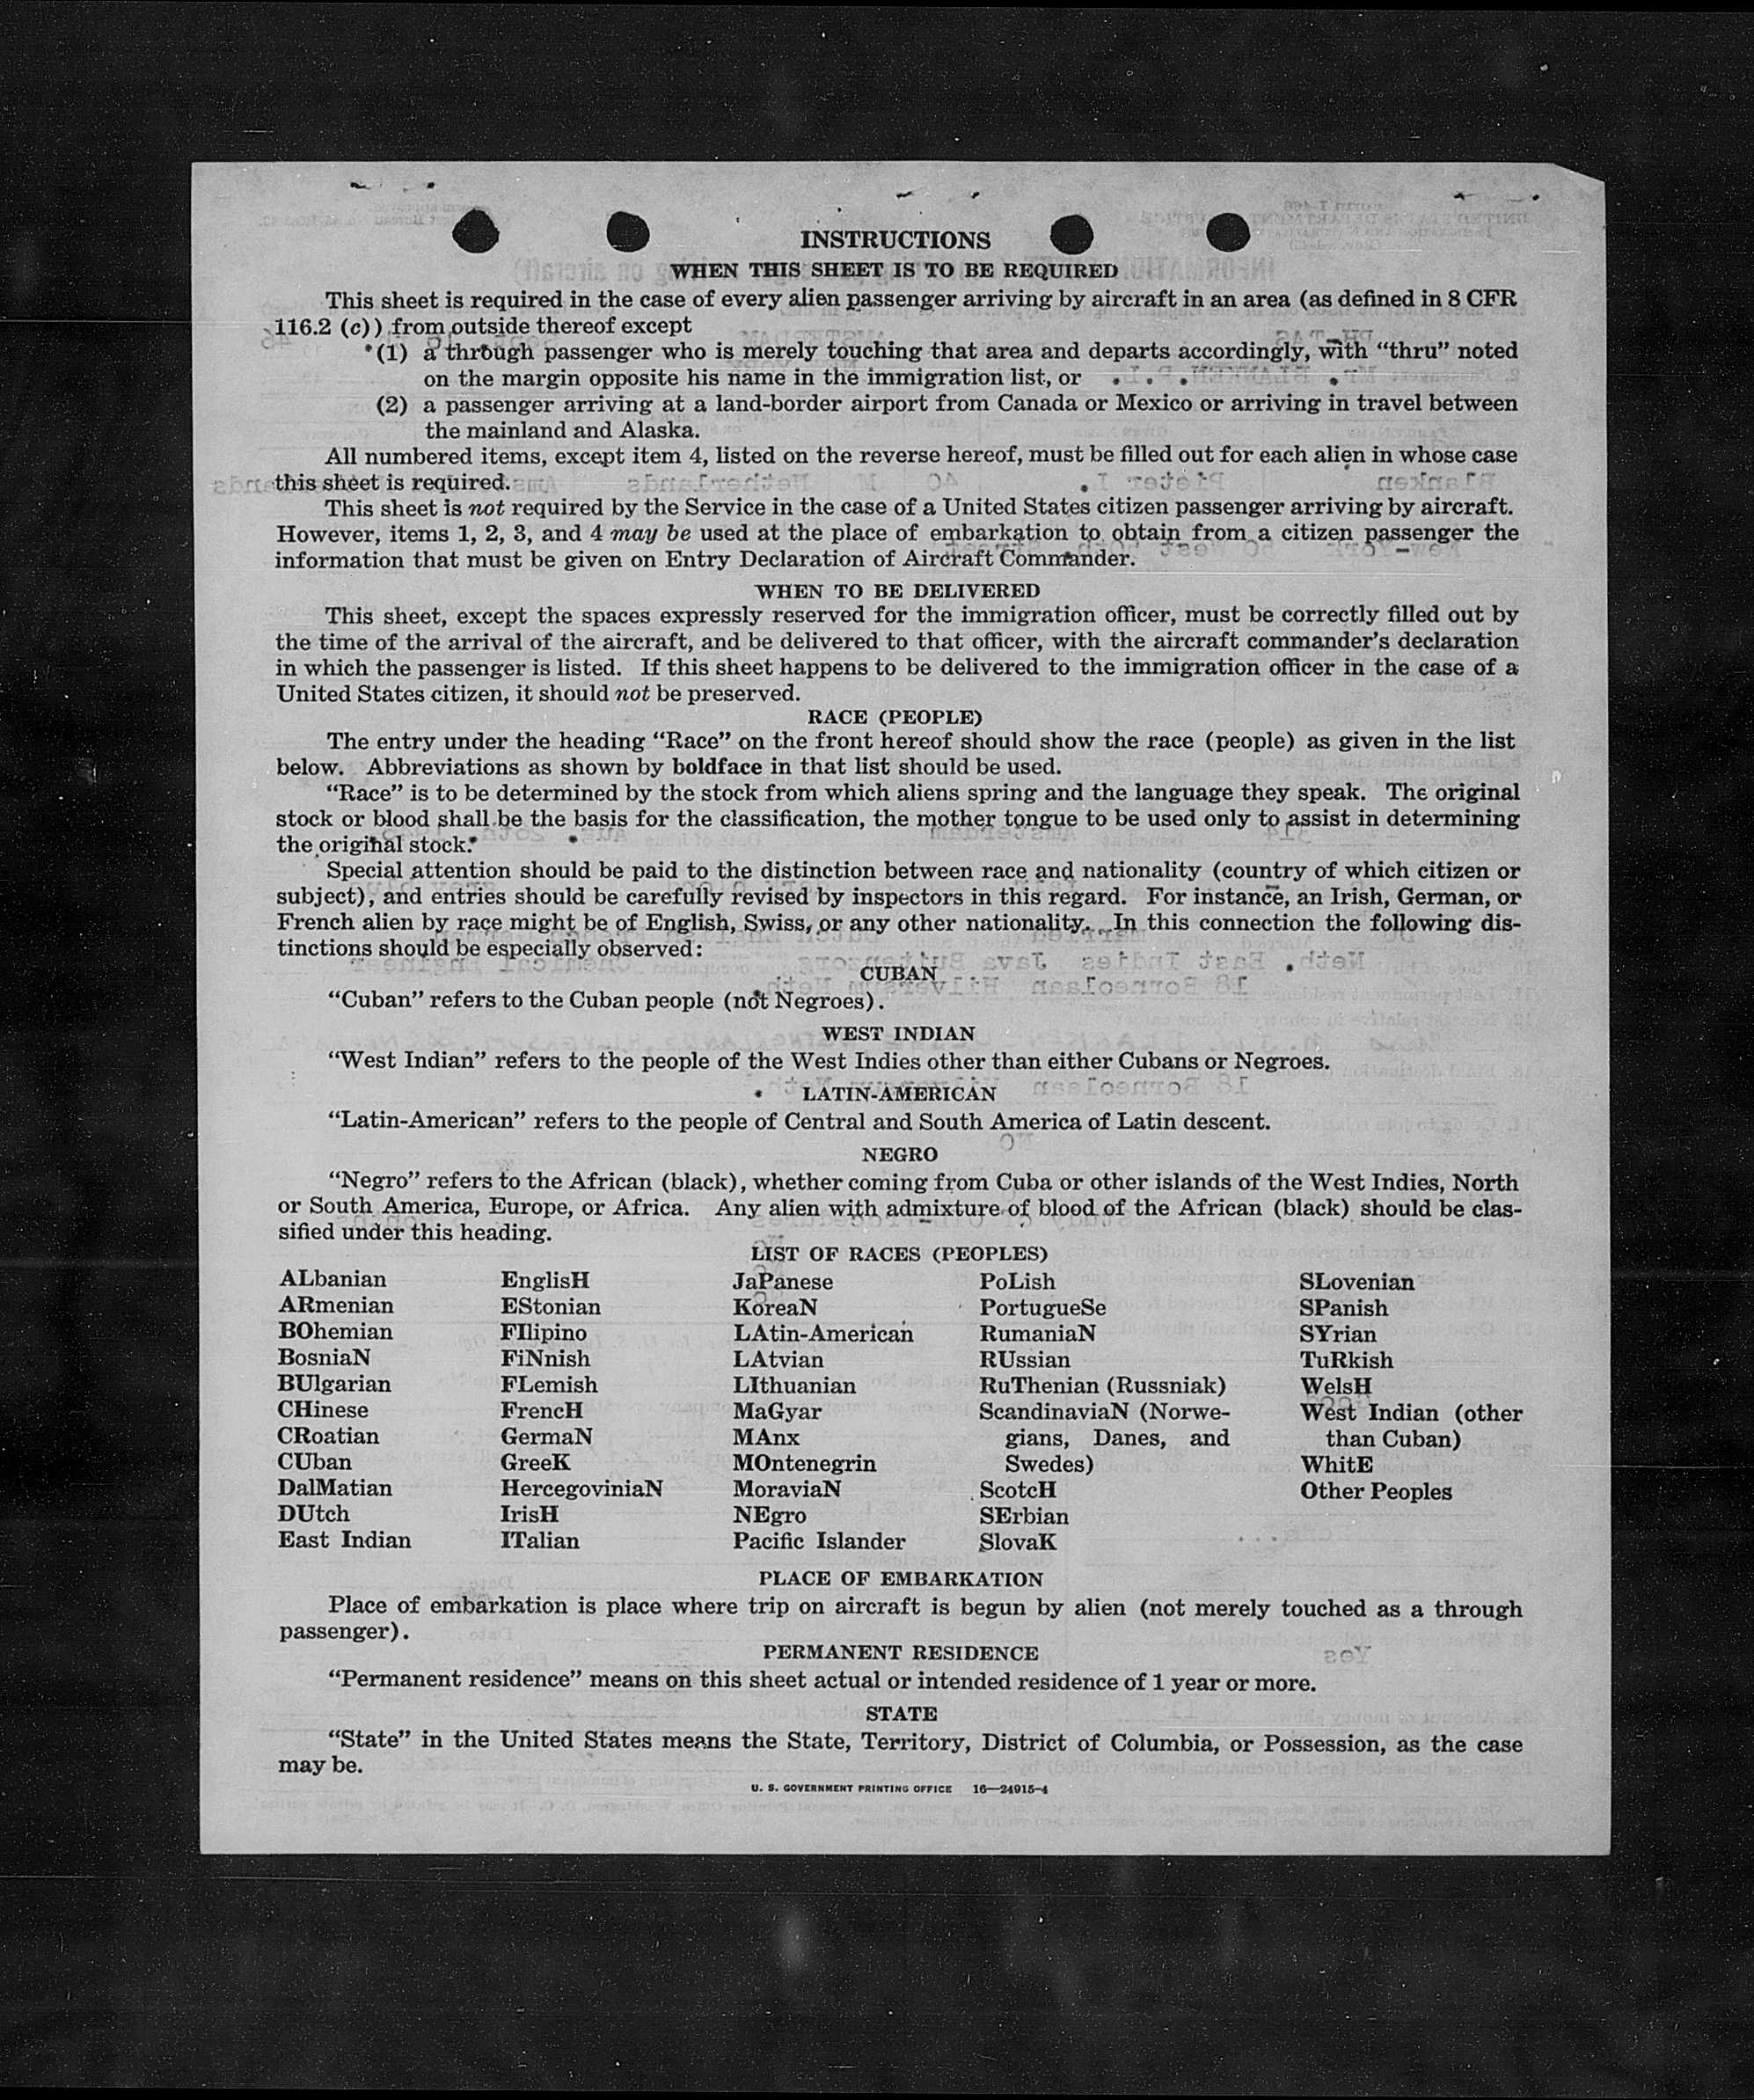 INSTRUCTIONS
WHEN THIS SHEET IS TO BE REQUIRED
This sheet is required in the case of every alien passenger arriving by aircraft in an area (as defined in 8 CFR
116.2 (c)) from outside thereof except
(1) a through passenger who is merely touching that area and departs accordingly, with “thru” noted
on the margin opposite his name in the immigration list, or
(2) a passenger arriving at a land-border airport from Canada or Mexico or arriving in travel between
the mainland and Alaska.
All numbered items, except item 4, listed on the reverse hereof, must be filled out for each alien in whose case
this sheet is required.
This sheet is not required by the Service in the case of a United States citizen passenger arriving by aircraft.
However, items 1, 2, 3, and 4 may be used at the place of embarkation to obtain from a citizen passenger the
information that must be given on Entry Declaration of Aircraft Commander.
WHEN TO BE DELIVERED
This sheet, except the spaces expressly reserved for the immigration officer, must be correctly filled out by
the time of the arrival of the aircraft, and be delivered to that officer, with the aircraft commander’s declaration
in which the passenger is listed. If this sheet happens to be delivered to the immigration officer in the case of a
United States citizen, it should not be preserved.
RACE (PEOPLE)
The entry under the heading “Race” on the front hereof should show the race (people) as given in the list
below. Abbreviations as shown by boldface in that list should be used.
“Race” is to be determined by the stock from which aliens spring and the language they speak. The original
stock or blood shall be the basis for the classification, the mother tongue to be used only to assist in determining
the original stock.
Special attention should be paid to the distinction between race and nationality (country of which citizen or
subject), and entries should be carefully revised by inspectors in this regard. For instance, an Irish, German, or
French alien by race might be of English, Swiss, or any other nationality. In this connection the following dis-
tinctions should be especially observed:
CUBAN
“Cuban” refers to the Cuban people (not Negroes).
WEST INDIAN
“West Indian” refers to the people of the West Indies other than either Cubans or Negroes.
LATIN-AMERICAN
“Latin-American” refers to the people of Central and South America of Latin descent.
NEGRO
“Negro” refers to the African (black), whether coming from Cuba or other islands of the West Indies, North
or South America, Europe, or Africa. Any alien with admixture of blood of the African (black) should be clas-
sified under this heading.
LIST OF RACES (PEOPLES)
ALbanian
ARmenian
BOhemian
BosniaN
BUlgarian
CHinese
CRoatian
CUban
DalMatian
DUtch
East Indian
EnglisH
EStonian
FIlipino
FiNnish
FLemish
FrencH
GermaN
GreeK
HercegoviniaN
IrisH
ITalian
JaPanese
KoreaN
LAtin-American
LAtvian
LIthuanian
MaGyar
MAnx
MOntenegrin
MoraviaN
NEgro
Pacific Islander
PoLish
PortugueSe
RumaniaN
RUssian
RuThenian (Russniak)
ScandinaviaN (Norwe-
gians, Danes, and
Swedes)
ScotcH
SErbian
SlovaK
SLovenian
SPanish
SYrian
TuRkish
WelsH
West Indian (other
than Cuban)
WhitE
Other Peoples
PLACE OF EMBARKATION
Place of embarkation is place where trip on aircraft is begun by alien (not merely touched as a through
passenger).
PERMANENT RESIDENCE
“Permanent residence” means on this sheet actual or intended residence of 1 year or more.
STATE
“State” in the United States means the State, Territory, District of Columbia, or Possession, as the case
may be.
U. S. GOVERNMENT PRINTING OFFICE 16—24915-4